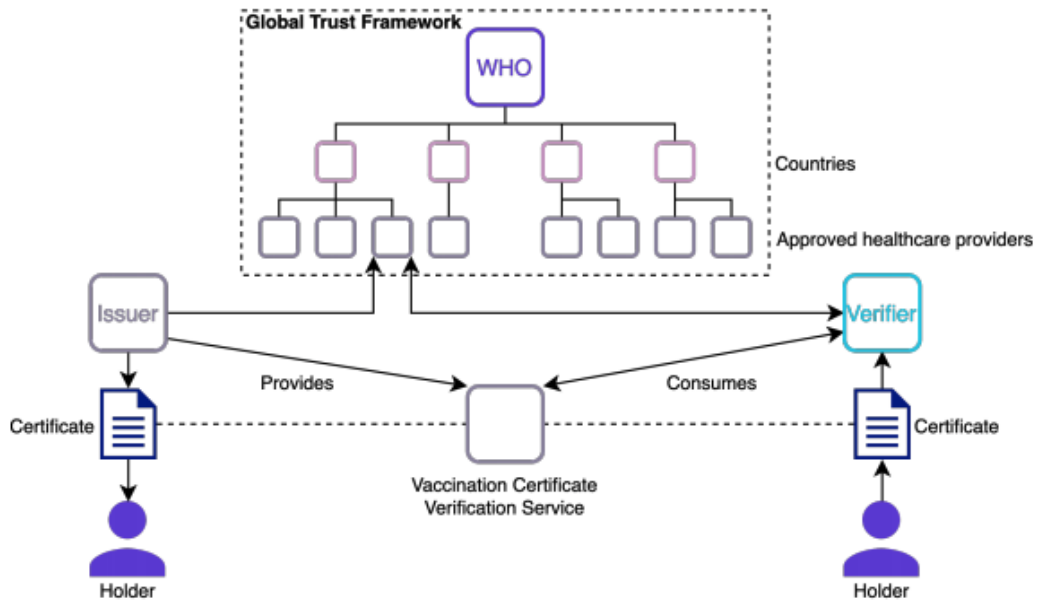 Global Trust Framework
WHO
Countries
Approved healthcare providers
Issuer
Verifier
Provides
Consumes
Certificate
Certificate
Vaccination Certificate
Verification Service
Holder
Holder